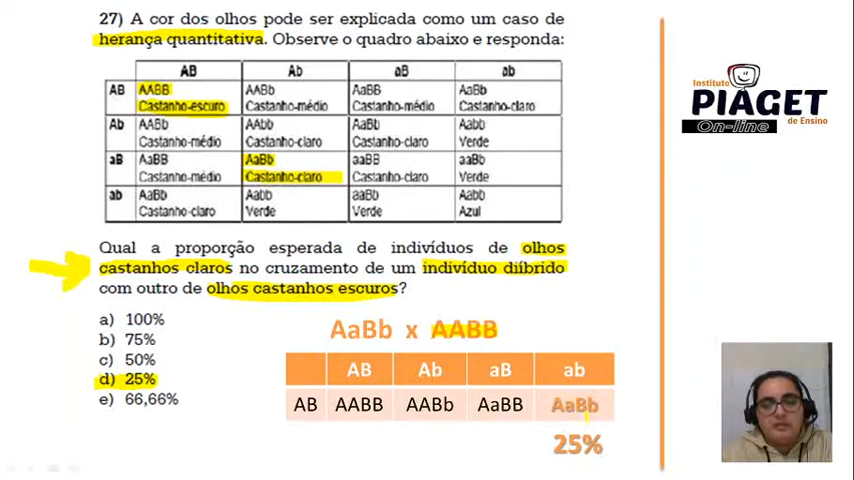 27) A cor dos olhos pode ser explicada como um caso de
herança quantitativa. Observe o quadro abaixo e responda:
AB Ab aB ab
AB AABB AABb AaBB AaBb
Castanho-escuro Castanho-médio Castanho-médio Castanho-claro
Ab AABb AAbb AaBb Aabb
Castanho-médio Castanho-claro Castanho-claro Verde
aB AaBB AaBb aaBB aaBb
Castanho-médio Castanho-claro Castanho-claro Verde
ab AaBb Aabb aaBb Aabb
Castanho-claro Verde Verde Azul
Qual a proporção esperada de indivíduos de olhos
castanhos claros no cruzamento de um indivíduo diíbrido
com outro de olhos castanhos escuros?
a) 100%
b) 75%
c) 50%
d) 25%
e) 66,66%
AaBb x AABB
AB Ab aB ab
AB AABB AABb AaBB AaBb
25%
Instituto
PIAGET
de Ensino
On-line